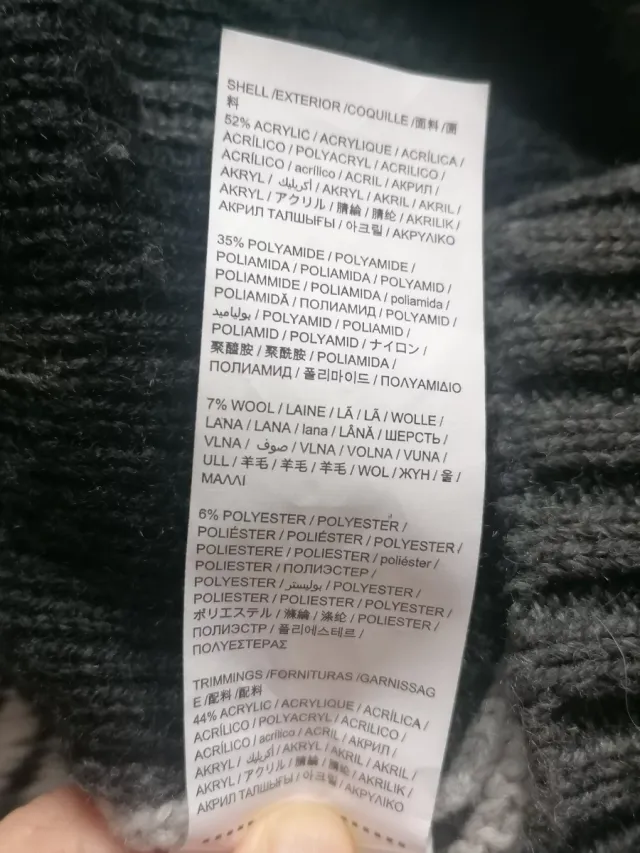 SHELL /EXTERIOR /COQUILLE /面料 /面
料
52% ACRYLIC / ACRYLIQUE / ACRÍLICA /
ACRÍLICO / POLYACRYL / ACRILICO /
ACRÍLICO / acrílico / ACRIL / АКРИЛ /
AKRYL / أكريليك / AKRYL / AKRIL / AKRIL /
AKRYL / アクリル / 腈綸 / 腈纶 / AKRILIK /
АКРИЛ ТАЛШЫҒЫ / 아크릴 / ΑΚΡΥΛΙΚΟ
35% POLYAMIDE / POLYAMIDE /
POLIAMIDA / POLIAMIDA / POLYAMID /
POLIAMMIDE / POLIAMIDA / poliamida /
POLIAMIDĂ / ПОЛИАМИД / POLYAMID /
بولياميد / POLYAMID / POLIAMID /
POLIAMID / POLYAMID / ナイロン /
聚醯胺 / 聚酰胺 / POLIAMIDA /
ПОЛИАМИД / 폴리마이드 / ΠΟΛΥΑΜΙΔΙΟ
7% WOOL / LAINE / LÃ / LÃ / WOLLE /
LANA / LANA / lana / LÂNĂ / ШЕРСТЬ /
VLNA / صوف / VLNA / VOLNA / VUNA /
ULL / 羊毛 / 羊毛 / 羊毛 / WOL / ЖҮН / 울 /
ΜΑΛΛΙ
6% POLYESTER / POLYESTER /
POLIÉSTER / POLIÉSTER / POLYESTER /
POLIESTERE / POLIESTER / poliéster /
POLIESTER / ПОЛИЭСТЕР /
POLYESTER / بوليستر / POLYESTER /
POLIESTER / POLIESTER / POLYESTER /
ポリエステル / 滌綸 / 涤纶 / POLIESTER /
ПОЛИЭСТР / 폴리에스테르 /
ΠΟΛΥΕΣΤΕΡΑΣ
TRIMMINGS /FORNITURAS /GARNISSAG
E /配料 /配料
44% ACRYLIC / ACRYLIQUE / ACRÍLICA /
ACRÍLICO / POLYACRYL / ACRILICO /
ACRÍLICO / acrílico / ACRIL / АКРИЛ /
AKRYL / أكريليك / AKRYL / AKRIL / AKRIL /
AKRYL / アクリル / 腈綸 / 腈纶 / AKRILIK /
АКРИЛ ТАЛШЫҒЫ / 아크릴 / ΑΚΡΥΛΙΚΟ